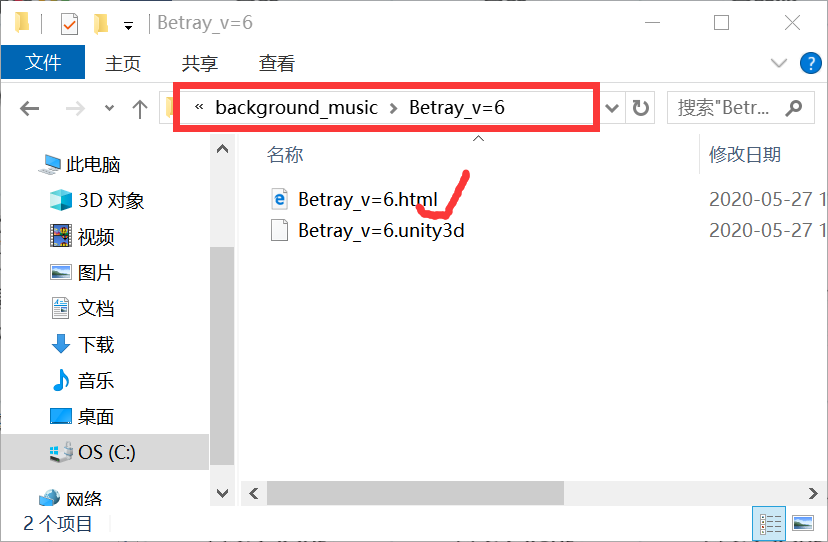 Betray_v=6
文件 主页 共享 查看
« background_music > Betray_v=6
搜索"Betr...
名称 修改日期
Betray_v=6.html 2020-05-27 1
Betray_v=6.unity3d 2020-05-27 1
此电脑
3D 对象
视频
图片
文档
下载
音乐
桌面
OS (C:)
网络
2 个项目